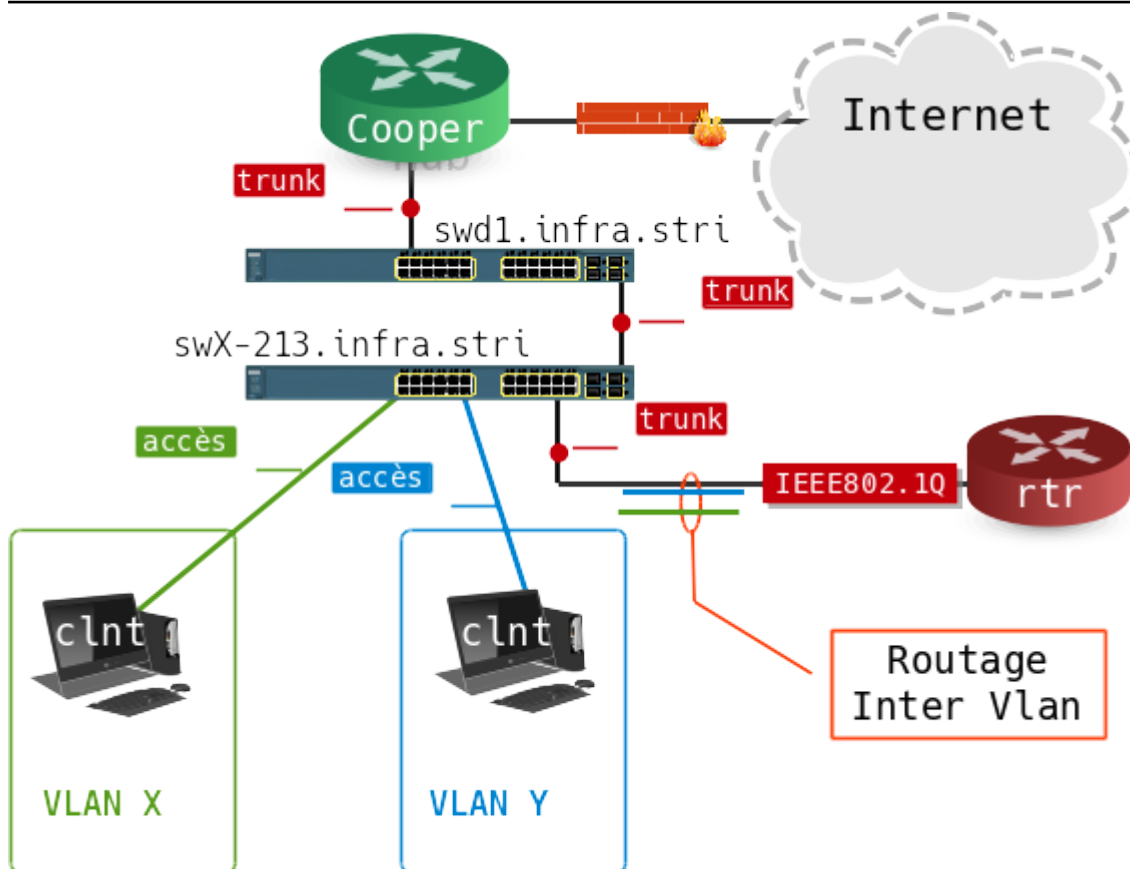 Internet
Cooper
hub
trunk
swd1.infra.stri
trunk
swX-213.infra.stri
trunk
accès
accès
IEEE802.1Q
rtr
clnt
clnt
Routage
Inter Vlan
VLAN X
VLAN Y